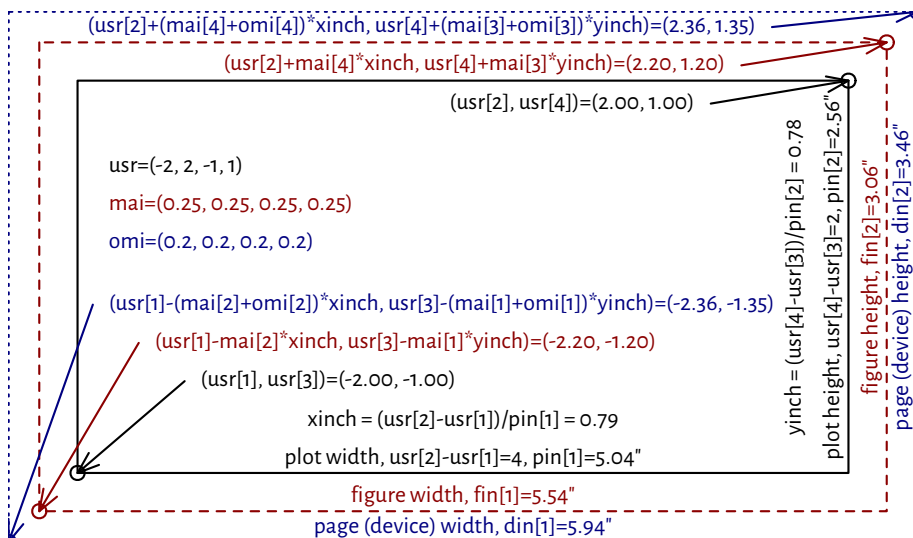 (usr[2]+(mai[4]+omi[4])*xinch, usr[4]+(mai[3]+omi[3])*yinch)=(2.36, 1.35)
(usr[2]+mai[4]*xinch, usr[4]+mai[3]*yinch)=(2.20, 1.20)
(usr[2], usr[4])=(2.00, 1.00)
usr=(-2, 2, -1, 1)
mai=(0.25, 0.25, 0.25, 0.25)
omi=(0.2, 0.2, 0.2, 0.2)
(usr[1]-(mai[2]+omi[2])*xinch, usr[3]-(mai[1]+omi[1])*yinch)=(-2.36, -1.35)
(usr[1]-mai[2]*xinch, usr[3]-mai[1]*yinch)=(-2.20, -1.20)
(usr[1], usr[3])=(-2.00, -1.00)
xinch = (usr[2]-usr[1])/pin[1] = 0.79
plot width, usr[2]-usr[1]=4, pin[1]=5.04"
figure width, fin[1]=5.54"
page (device) width, din[1]=5.94"
yinch = (usr[4]-usr[3])/pin[2] = 0.78
plot height, usr[4]-usr[3]=2, pin[2]=2.56"
figure height, fin[2]=3.06"
page (device) height, din[2]=3.46"